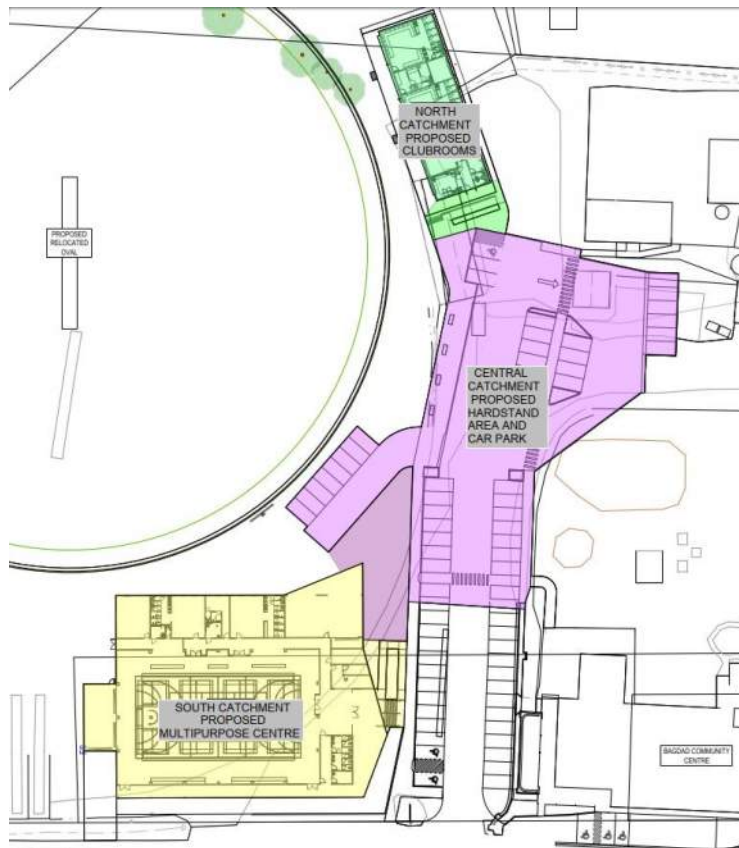 NORTH
CATCHMENT
PROPOSED
CLUBROOMS
PROPOSED
RELOCATED
OVAL
CENTRAL
CATCHMENT
PROPOSED
HARDSTAND
AREA AND
CAR PARK
SOUTH CATCHMENT
PROPOSED
MULTIPURPOSE CENTRE
BAGDAD COMMUNITY
CENTRE